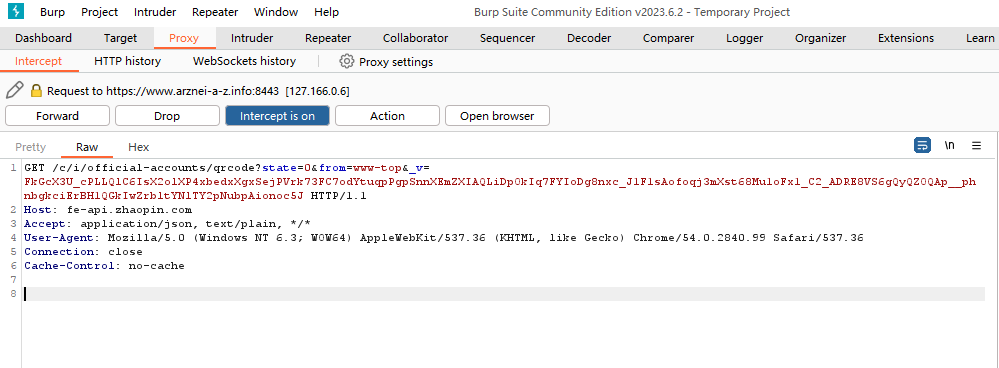 Burp Project Intruder Repeater Window Help Burp Suite Community Edition v2023.6.2 - Temporary Project
Dashboard Target Proxy Intruder Repeater Collaborator Sequencer Decoder Comparer Logger Organizer Extensions Learn
Intercept HTTP history WebSockets history Proxy settings
Request to https://www.arznei-a-z.info:8443 [127.166.0.6]
Forward Drop Intercept is on Action Open browser
Pretty Raw Hex \n
1 GET /c/i/official-accounts/qrcode?state=0&from=www-top&_v=
HTTP/1.1
2 Host: fe-api.zhaopin.com
3 Accept: application/json, text/plain, */*
4 User-Agent: Mozilla/5.0 (Windows NT 6.3; WOW64) AppleWebKit/537.36 (KHTML, like Gecko) Chrome/54.0.2840.99 Safari/537.36
5 Connection: close
6 Cache-Control: no-cache
7
8